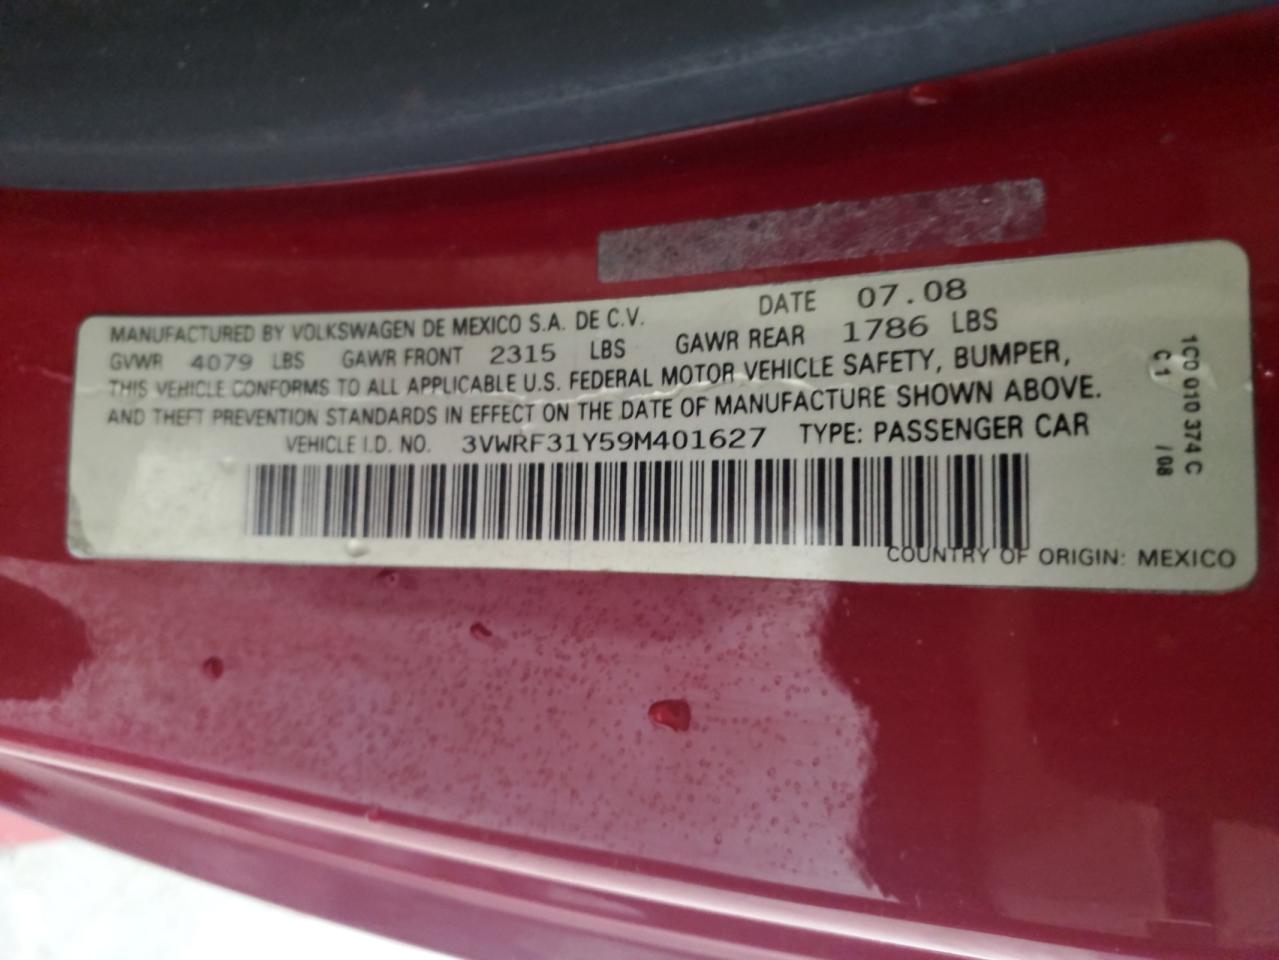 MANUFACTURED BY VOLKSWAGEN DE MEXICO S.A. DE C.V. DATE 07.08
GVWR 4079 LBS GAWR FRONT 2315 LBS GAWR REAR 1786 LBS
THIS VEHICLE CONFORMS TO ALL APPLICABLE U.S. FEDERAL MOTOR VEHICLE SAFETY, BUMPER,
AND THEFT PREVENTION STANDARDS IN EFFECT ON THE DATE OF MANUFACTURE SHOWN ABOVE.
VEHICLE I.D. NO. 3VWRF31Y59M401627 TYPE: PASSENGER CAR
COUNTRY OF ORIGIN: MEXICO
1C0 010 374 C
C1 /08